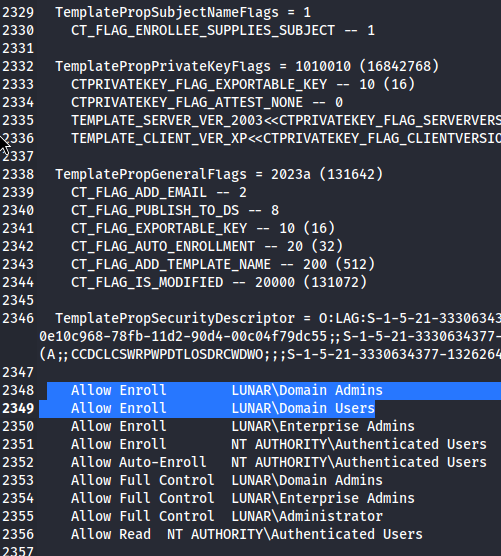 2329 TemplatePropSubjectNameFlags = 1
2330 CT_FLAG_ENROLLEE_SUPPLIES_SUBJECT -- 1
2331
2332 TemplatePropPrivateKeyFlags = 1010010 (16842768)
2333 CTPRIVATEKEY_FLAG_EXPORTABLE_KEY -- 10 (16)
2334 CTPRIVATEKEY_FLAG_ATTEST_NONE -- 0
2335 TEMPLATE_SERVER_VER_2003<<CTPRIVATEKEY_FLAG_SERVERVERS
2336 TEMPLATE_CLIENT_VER_XP<<CTPRIVATEKEY_FLAG_CLIENTVERSIO
2337
2338 TemplatePropGeneralFlags = 2023a (131642)
2339 CT_FLAG_ADD_EMAIL -- 2
2340 CT_FLAG_PUBLISH_TO_DS -- 8
2341 CT_FLAG_EXPORTABLE_KEY -- 10 (16)
2342 CT_FLAG_AUTO_ENROLLMENT -- 20 (32)
2343 CT_FLAG_ADD_TEMPLATE_NAME -- 200 (512)
2344 CT_FLAG_IS_MODIFIED -- 20000 (131072)
2345
2346 TemplatePropSecurityDescriptor = O:LAG:S-1-5-21-33306343
0e10c968-78fb-11d2-90d4-00c04f79dc55;;S-1-5-21-3330634377-
(A;;CCDCLCSWRPWPDTLOSDRCWDWO;;;S-1-5-21-3330634377-1326264
2347
2348 Allow Enroll LUNAR\Domain Admins
2349 Allow Enroll LUNAR\Domain Users
2350 Allow Enroll LUNAR\Enterprise Admins
2351 Allow Enroll NT AUTHORITY\Authenticated Users
2352 Allow Auto-Enroll NT AUTHORITY\Authenticated Users
2353 Allow Full Control LUNAR\Domain Admins
2354 Allow Full Control LUNAR\Enterprise Admins
2355 Allow Full Control LUNAR\Administrator
2356 Allow Read NT AUTHORITY\Authenticated Users
2357